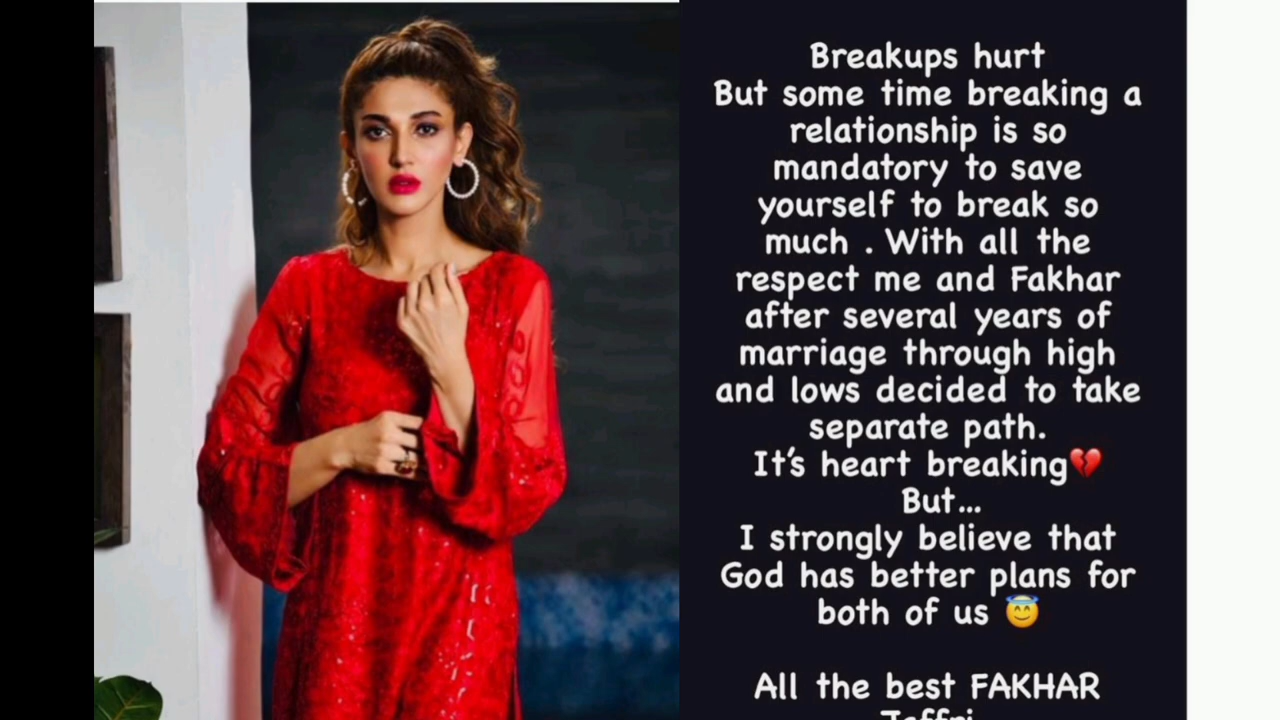 Breakups hurt
But some time breaking a
relationship is so
mandatory to save
yourself to break so
much . With all the
respect me and Fakhar
after several years of
marriage through high
and lows decided to take
separate path.
It's heart breaking💔
But...
I strongly believe that
God has better plans for
both of us 😇
All the best FAKHAR